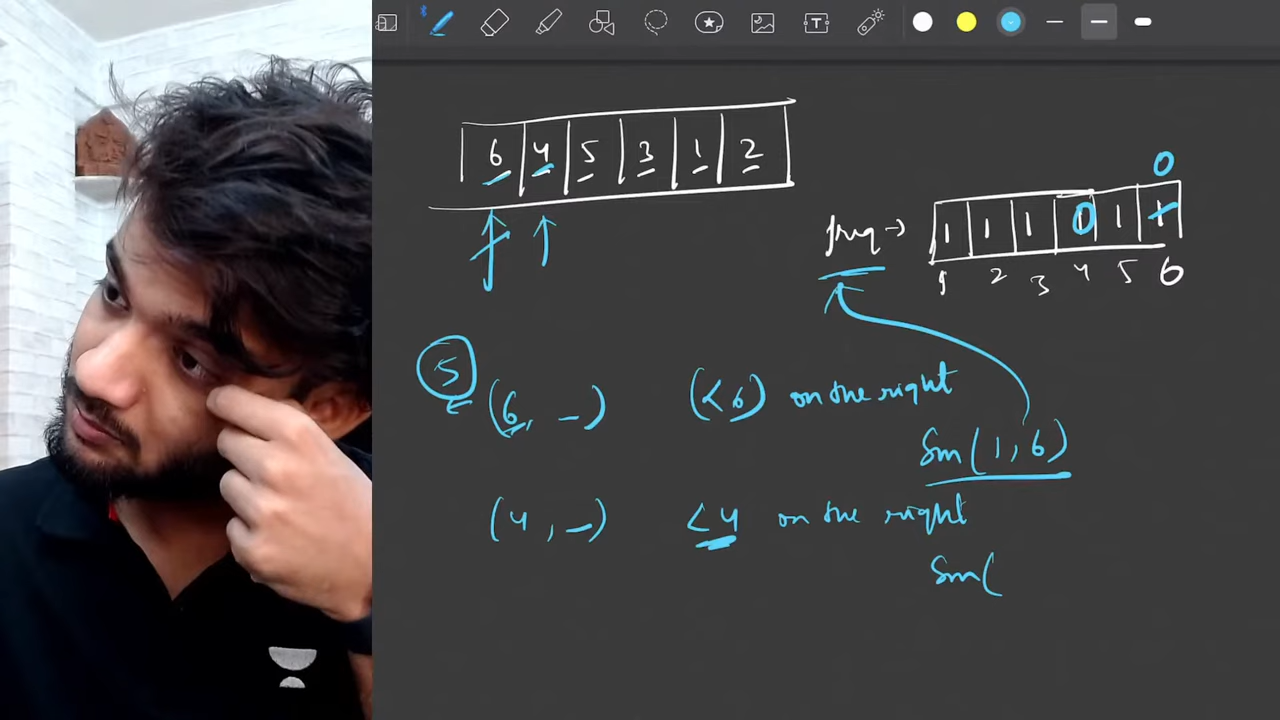 6 4 5 3 1 2
0
freq → 1 1 1 0 1 1
1 2 3 4 5 6
5 (6, _) (< 6) on the right
Sm(1, 6)
(4, _) < 4 on the right
Sm(
T